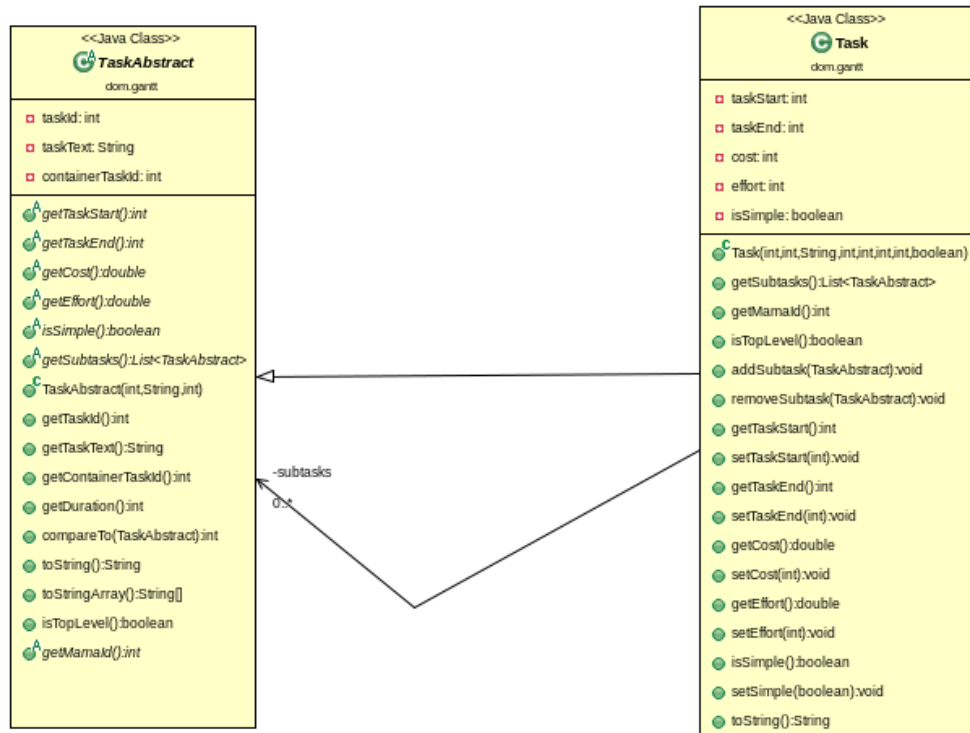 <<Java Class>>
TaskAbstract
dom.gantt
taskId: int
taskText: String
containerTaskId: int
getTaskStart():int
getTaskEnd():int
getCost():double
getEffort():double
isSimple():boolean
getSubtasks():List<TaskAbstract>
TaskAbstract(int,String,int)
getTaskId():int
getTaskText():String
getContainerTaskId():int
getDuration():int
compareTo(TaskAbstract):int
toString():String
toStringArray():String[]
isTopLevel():boolean
getMamaId():int
-subtasks
0..*
<<Java Class>>
Task
dom.gantt
taskStart: int
taskEnd: int
cost: int
effort: int
isSimple: boolean
Task(int,int,String,int,int,int,int,boolean)
getSubtasks():List<TaskAbstract>
getMamaId():int
isTopLevel():boolean
addSubtask(TaskAbstract):void
removeSubtask(TaskAbstract):void
getTaskStart():int
setTaskStart(int):void
getTaskEnd():int
setTaskEnd(int):void
getCost():double
setCost(int):void
getEffort():double
setEffort(int):void
isSimple():boolean
setSimple(boolean):void
toString():String